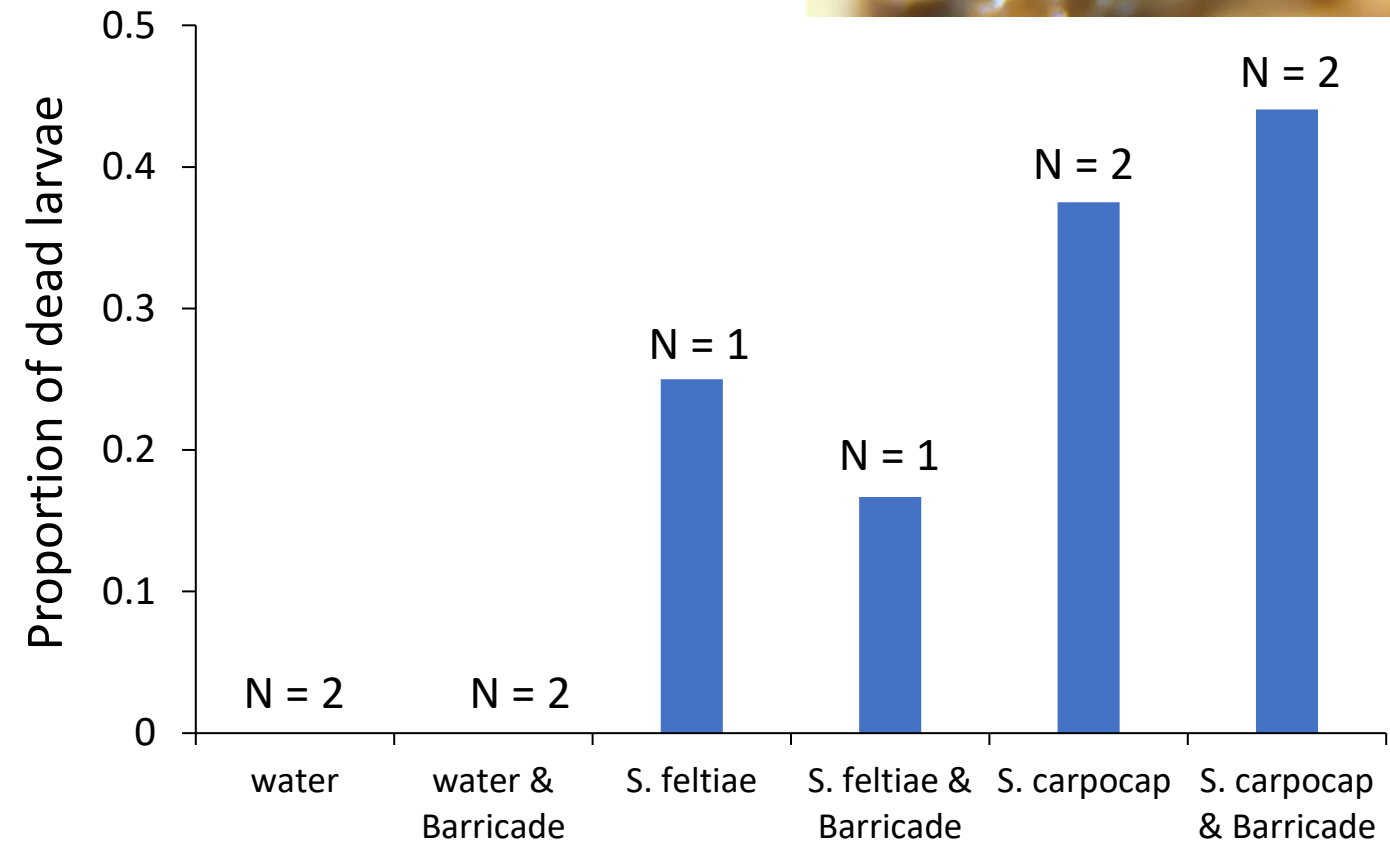 Proportion of dead larvae
0.5
0.4
0.3
0.2
0.1
0
N = 2
N = 2
N = 1
N = 1
N = 2
N = 2
water
water &
Barricade
S. feltiae
S. feltiae &
Barricade
S. carpocap
S. carpocap
& Barricade